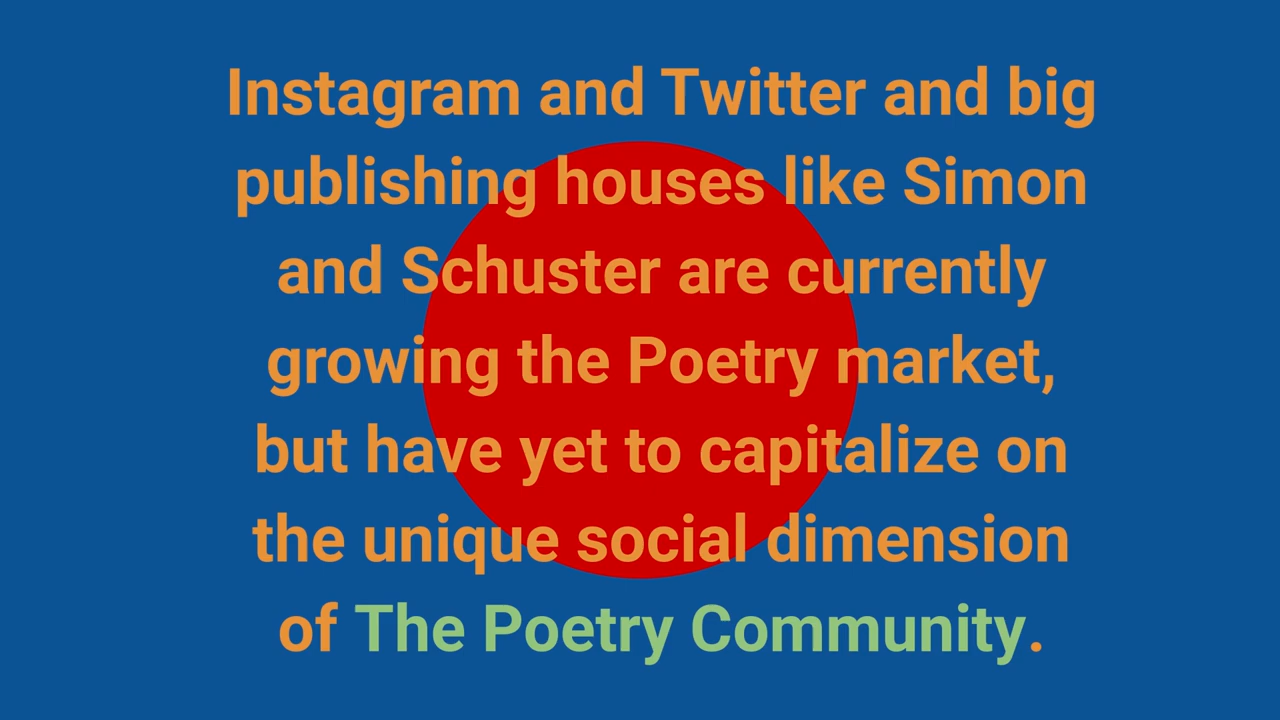 Instagram and Twitter and big
publishing houses like Simon
and Schuster are currently
growing the Poetry market,
but have yet to capitalize on
the unique social dimension
of The Poetry Community.